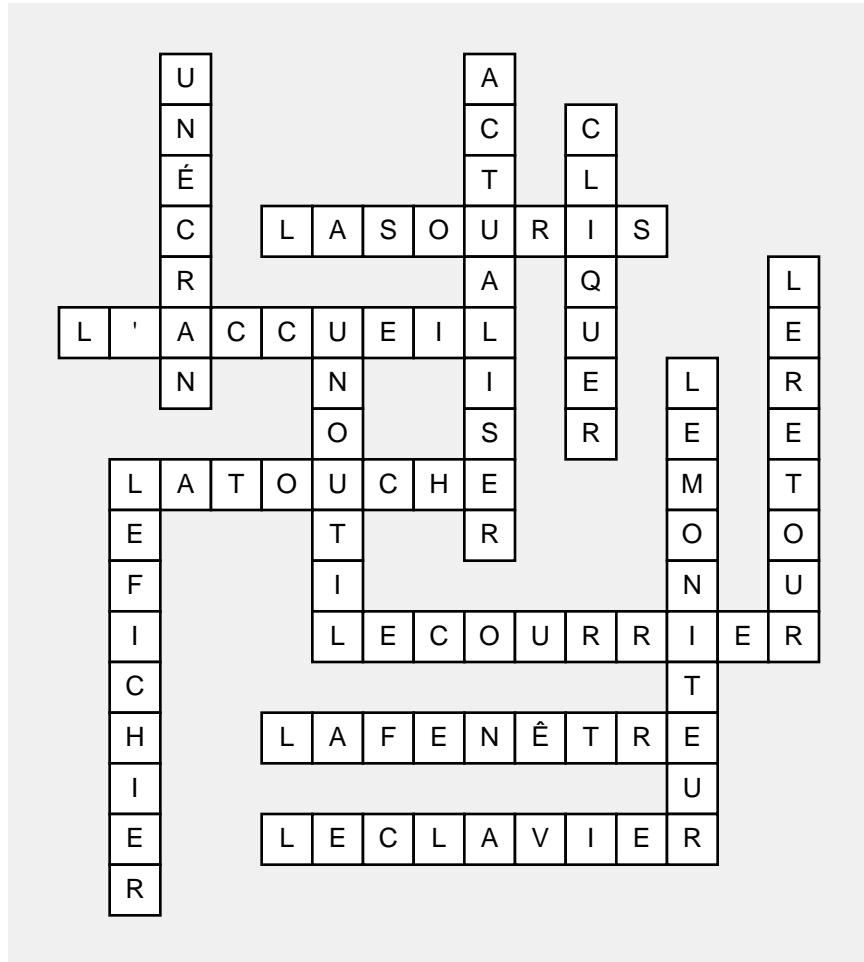 UNÉCRAN
ACTUALISER
CLIQUER
LASOURIS
LERETOUR
L'ACCUEIL
UNOUTIL
LEMONITEUR
LATOUCHE
LEFICHIER
LECOURRIER
LAFENÊTRE
LECLAVIER